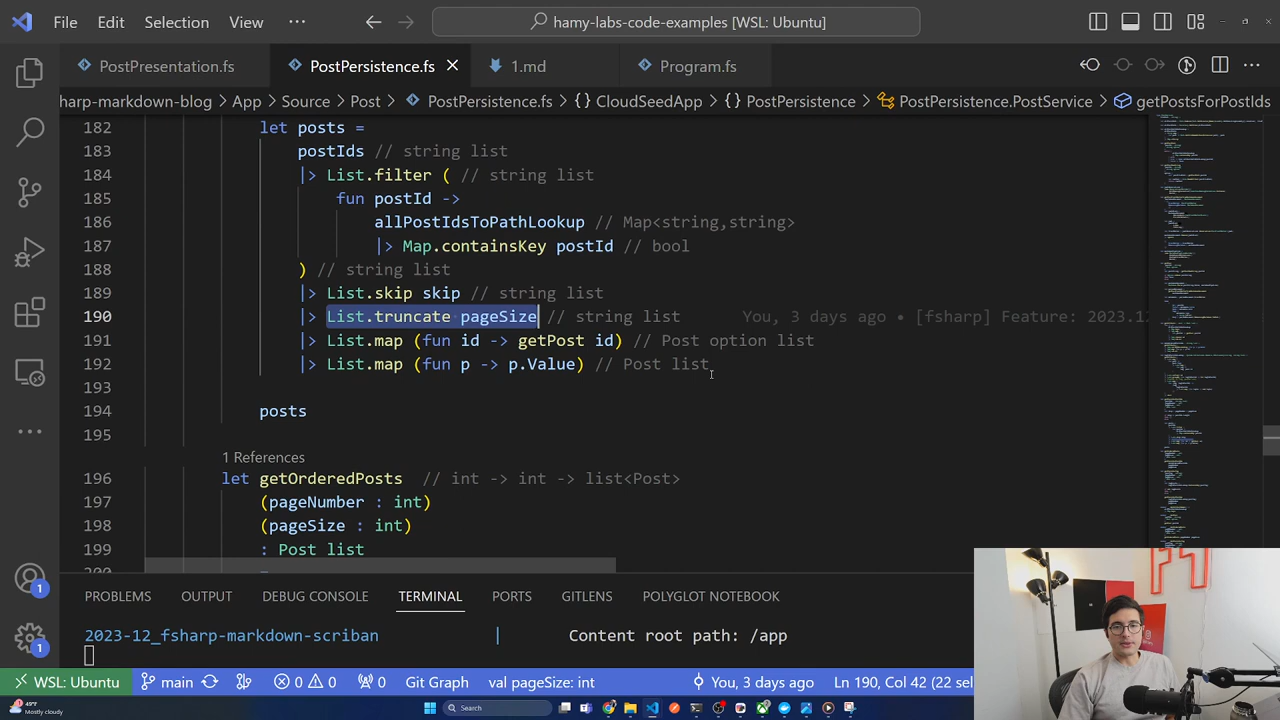 File Edit Selection View ··· hamy-labs-code-examples [WSL: Ubuntu]
PostPresentation.fs PostPersistence.fs 1.md Program.fs
harp-markdown-blog > App > Source > Post > PostPersistence.fs > {} CloudSeedApp > {} PostPersistence > PostPersistence.PostService > getPostsForPostIds
182 let posts =
183 postIds // string list
184 |> List.filter ( // string list
185 fun postId ->
186 postIdToPathLookup // Map<string,string>
187 |> Map.containsKey postId // bool
188 ) // string list
189 |> List.skip skip // string list
190 |> List.truncate pageSize // string list You, 3 days ago • [fsharp] Feature: 2023.12
191 |> List.map (fun id -> getPost id) // Post option list
192 |> List.map (fun p -> p.Value) // Post list
193
194 posts
195
1 References
196 let getOrderedPosts // int -> int -> list<Post>
197 (pageNumber : int)
198 (pageSize : int)
199 : Post list
200 =
PROBLEMS OUTPUT DEBUG CONSOLE TERMINAL PORTS GITLENS POLYGLOT NOTEBOOK
2023-12_fsharp-markdown-scriban | Content root path: /app
1
1
WSL: Ubuntu main 0 0 0 Git Graph val pageSize: int You, 3 days ago Ln 190, Col 42 (22 sel
49°F
Mostly cloudy
Search